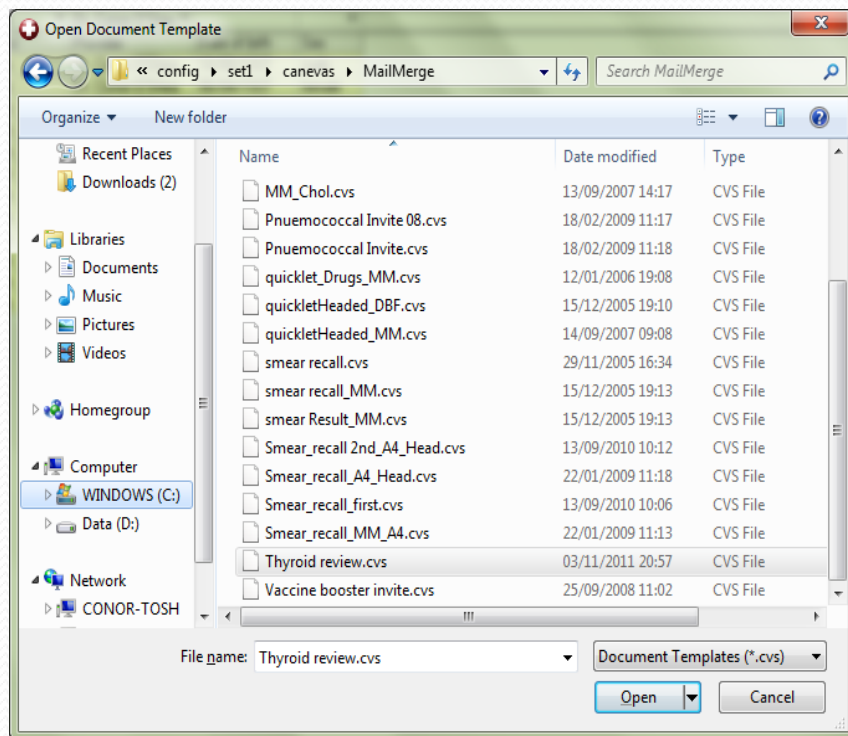 Open Document Template
« config ▸ set1 ▸ canevas ▸ MailMerge
Search MailMerge
Organize ▾ New folder
Recent Places
Downloads (2)
Libraries
Documents
Music
Pictures
Videos
Homegroup
Computer
WINDOWS (C:)
Data (D:)
Network
CONOR-TOSH
Name Date modified Type
MM_Chol.cvs 13/09/2007 14:17 CVS File
Pnuemococcal Invite 08.cvs 18/02/2009 11:17 CVS File
Pnuemococcal Invite.cvs 18/02/2009 11:18 CVS File
quicklet_Drugs_MM.cvs 12/01/2006 19:08 CVS File
quickletHeaded_DBF.cvs 15/12/2005 19:10 CVS File
quickletHeaded_MM.cvs 14/09/2007 09:08 CVS File
smear recall.cvs 29/11/2005 16:34 CVS File
smear recall_MM.cvs 15/12/2005 19:13 CVS File
smear Result_MM.cvs 15/12/2005 19:13 CVS File
Smear_recall 2nd_A4_Head.cvs 13/09/2010 10:12 CVS File
Smear_recall_A4_Head.cvs 22/01/2009 11:18 CVS File
Smear_recall_first.cvs 13/09/2010 10:06 CVS File
Smear_recall_MM_A4.cvs 22/01/2009 11:13 CVS File
Thyroid review.cvs 03/11/2011 20:57 CVS File
Vaccine booster invite.cvs 25/09/2008 11:02 CVS File
File name: Thyroid review.cvs Document Templates (*.cvs)
Open Cancel